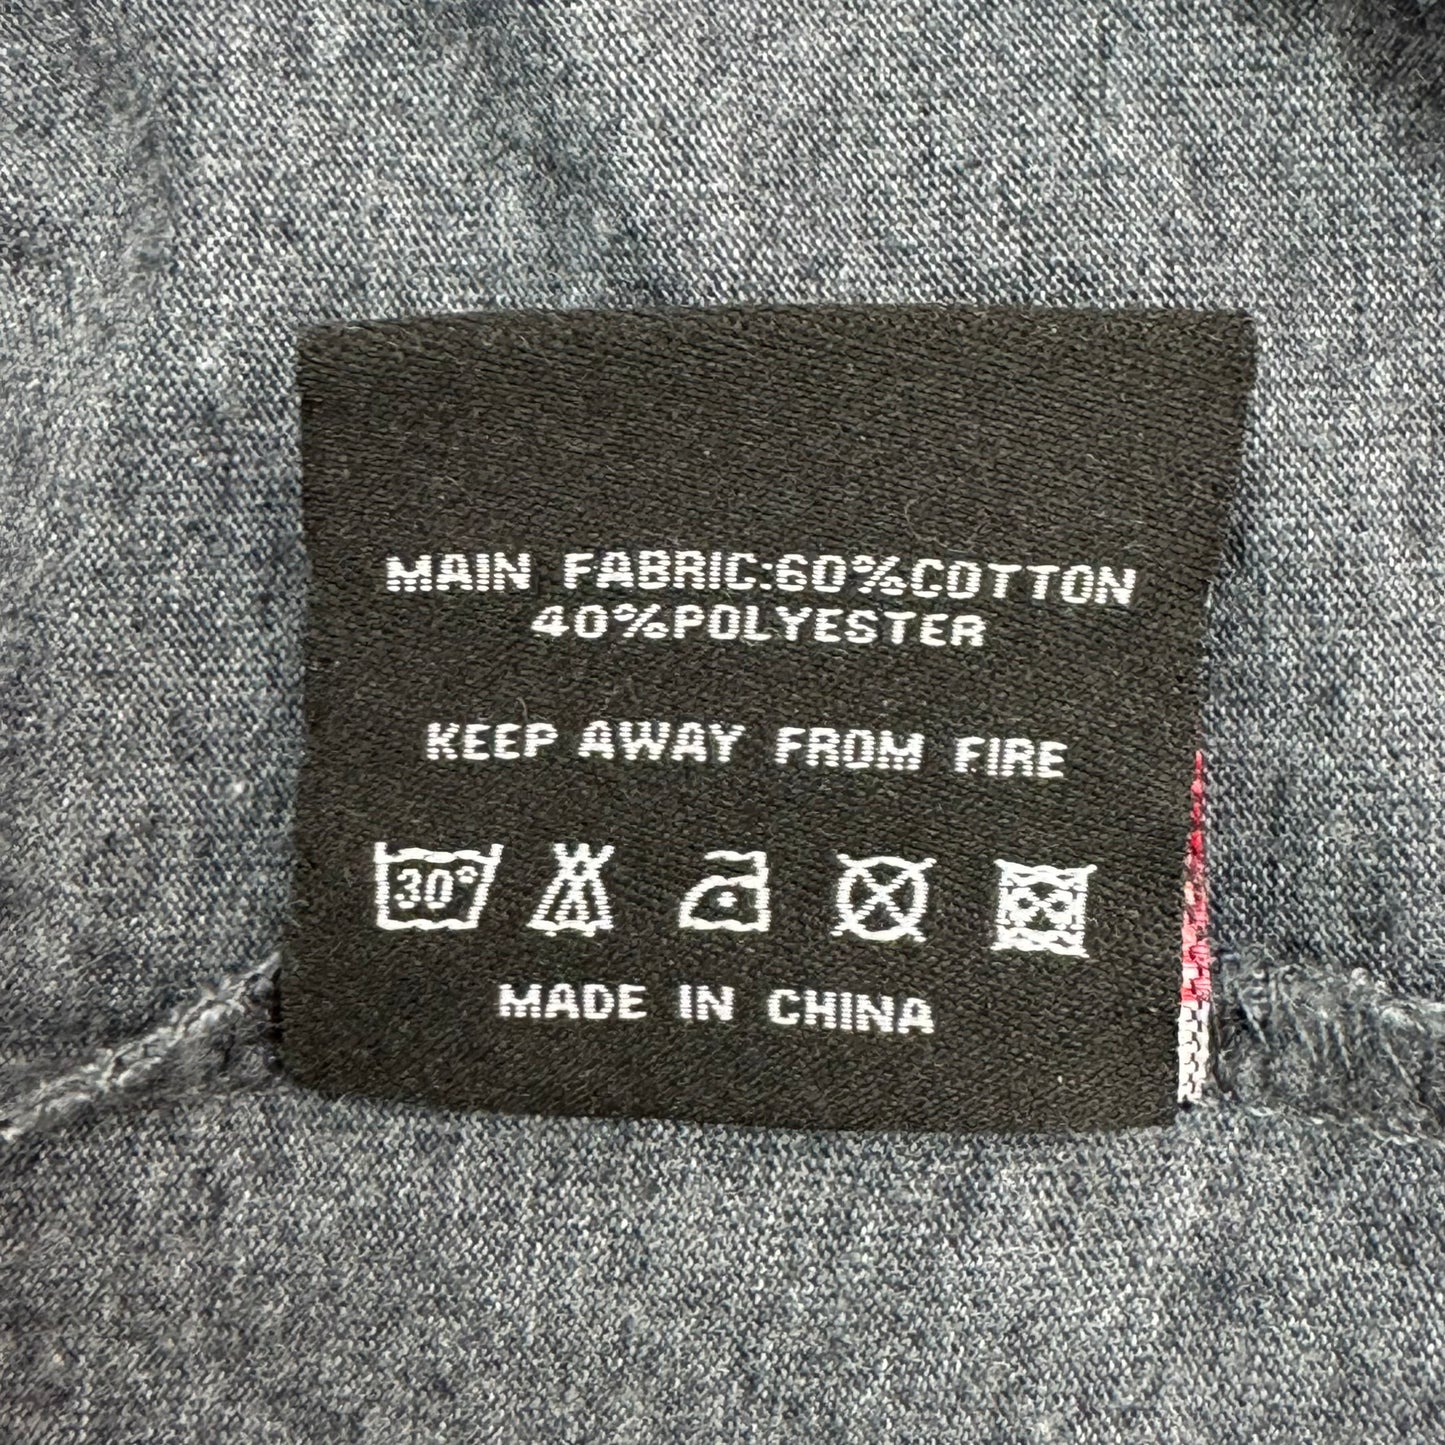 MAIN FABRIC:60%COTTON
40%POLYESTER
KEEP AWAY FROM FIRE
30°
MADE IN CHINA